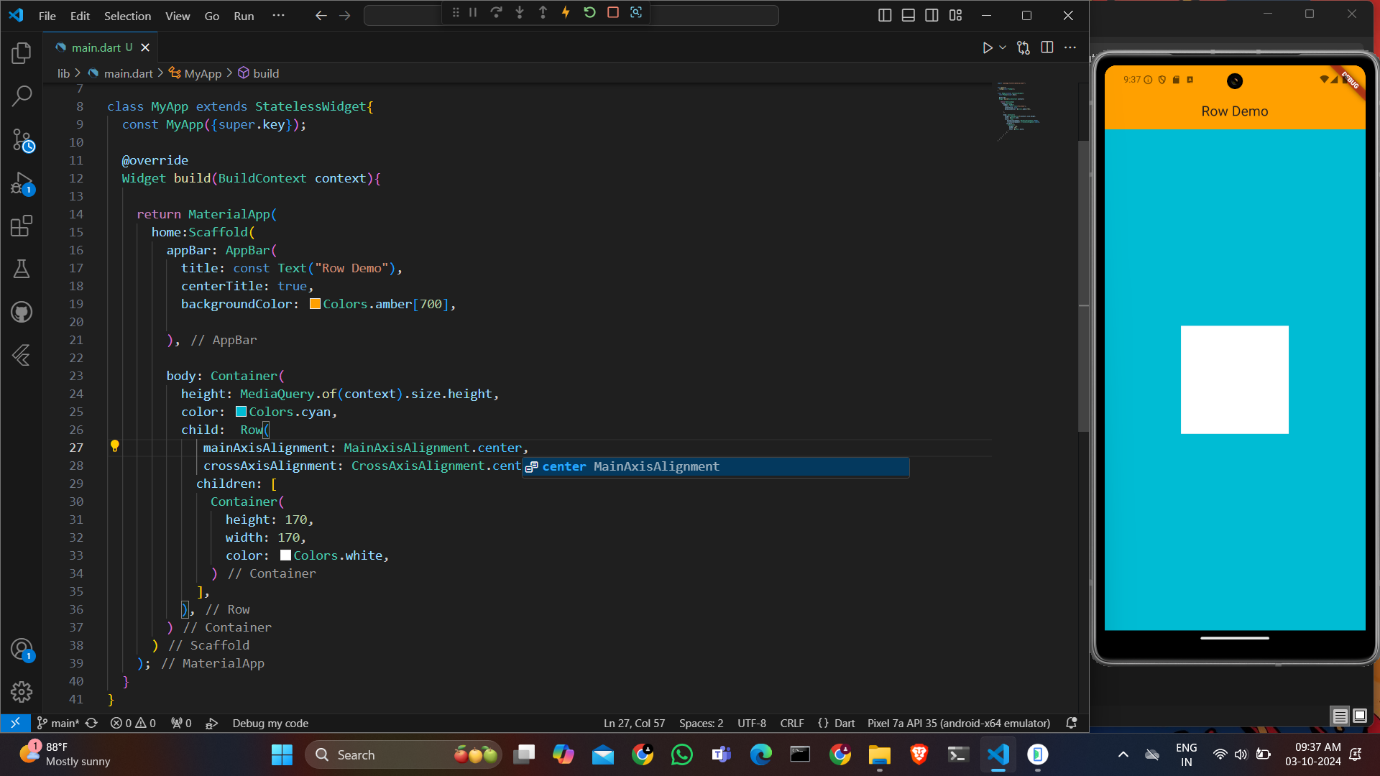 File Edit Selection View Go Run ···
main.dart U
lib > main.dart > MyApp > build
7
8 class MyApp extends StatelessWidget{
9 const MyApp({super.key});
10
11 @override
12 Widget build(BuildContext context){
13
14 return MaterialApp(
15 home:Scaffold(
16 appBar: AppBar(
17 title: const Text("Row Demo"),
18 centerTitle: true,
19 backgroundColor: Colors.amber[700],
20
21 ), // AppBar
22
23 body: Container(
24 height: MediaQuery.of(context).size.height,
25 color: Colors.cyan,
26 child: Row(
27 mainAxisAlignment: MainAxisAlignment.center,
28 crossAxisAlignment: CrossAxisAlignment.cent
center MainAxisAlignment
29 children: [
30 Container(
31 height: 170,
32 width: 170,
33 color: Colors.white,
34 ) // Container
35 ],
36 ), // Row
37 ) // Container
38 ) // Scaffold
39 ); // MaterialApp
40 }
41 }
9:37
DEBUG
Row Demo
1
1
main* 0 0 0 Debug my code Ln 27, Col 57 Spaces: 2 UTF-8 CRLF {} Dart Pixel 7a API 35 (android-x64 emulator)
1
88°F
Mostly sunny
Search
ENG
IN
09:37 AM
03-10-2024